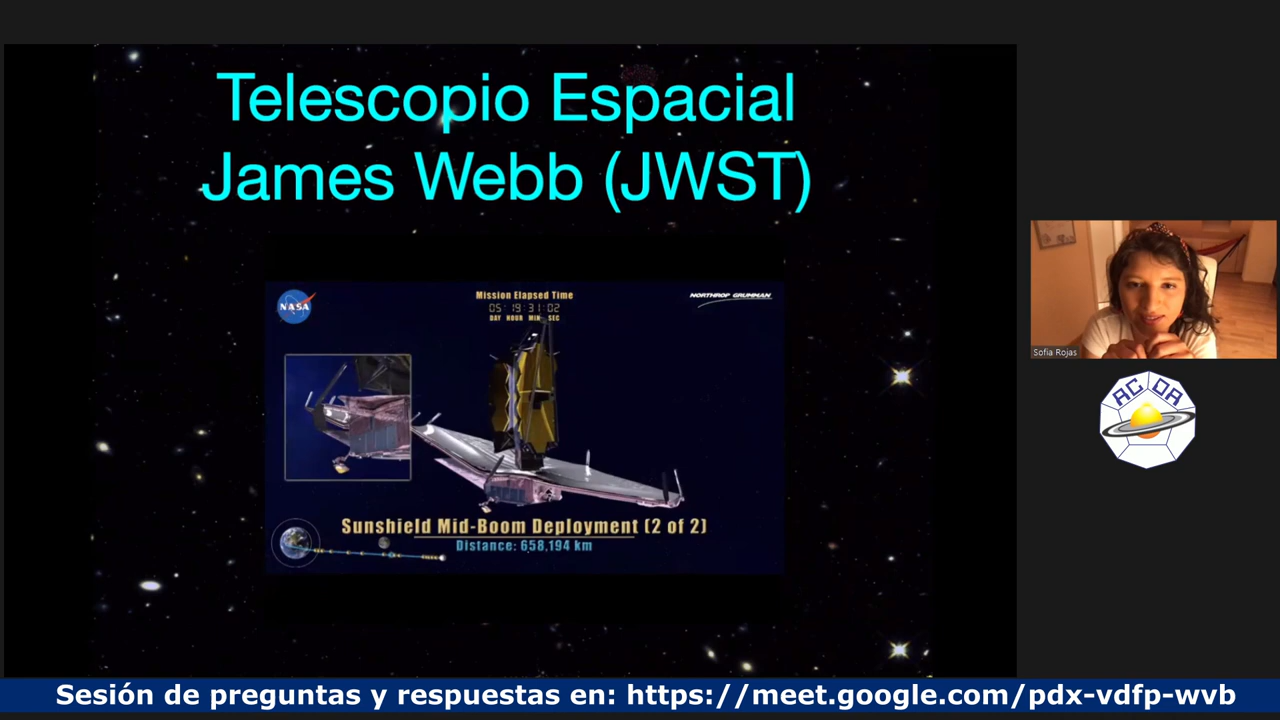 Telescopio Espacial
James Webb (JWST)
NASA
Mission Elapsed Time
05:19:31:02
DAY HOUR MIN SEC
NORTHROP GRUMMAN
Sunshield Mid-Boom Deployment (2 of 2)
Distance: 658,194 km
Sofia Rojas
ACDA
Sesión de preguntas y respuestas en: https://meet.google.com/pdx-vdfp-wvb